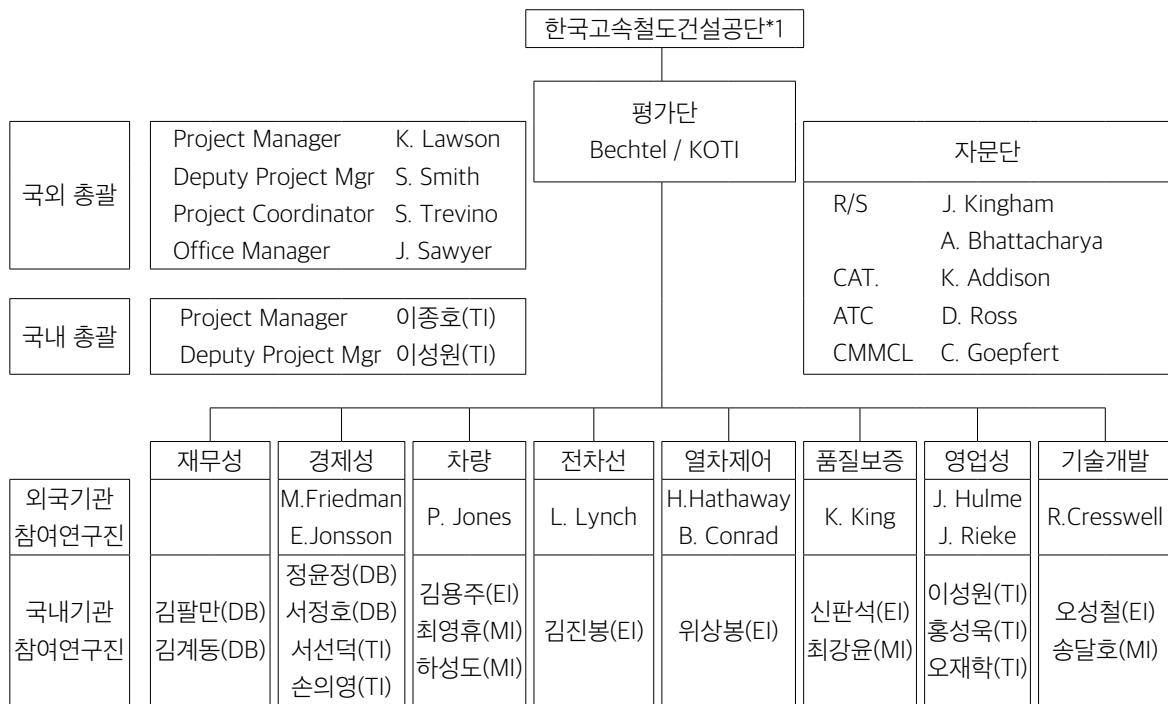 한국고속철도건설공단*1
평가단
Bechtel / KOTI
국외 총괄
Project Manager K. Lawson
Deputy Project Mgr S. Smith
Project Coordinator S. Trevino
Office Manager J. Sawyer
자문단
R/S J. Kingham
A. Bhattacharya
CAT. K. Addison
ATC D. Ross
CMMCL C. Goepfert
국내 총괄
Project Manager 이종호(TI)
Deputy Project Mgr 이성원(TI)
재무성 경제성 차량 전차선 열차제어 품질보증 영업성 기술개발
외국기관
참여연구진
M.Friedman
E.Jonsson
P. Jones
L. Lynch
H.Hathaway
B. Conrad
K. King
J. Hulme
J. Rieke
R.Cresswell
국내기관
참여연구진
김팔만(DB)
김계동(DB)
정윤정(DB)
서정호(DB)
서선덕(TI)
손의영(TI)
김용주(EI)
최영휴(MI)
하성도(MI)
김진봉(EI)
위상봉(EI)
신판석(EI)
최강윤(MI)
이성원(TI)
홍성욱(TI)
오재학(TI)
오성철(EI)
송달호(MI)